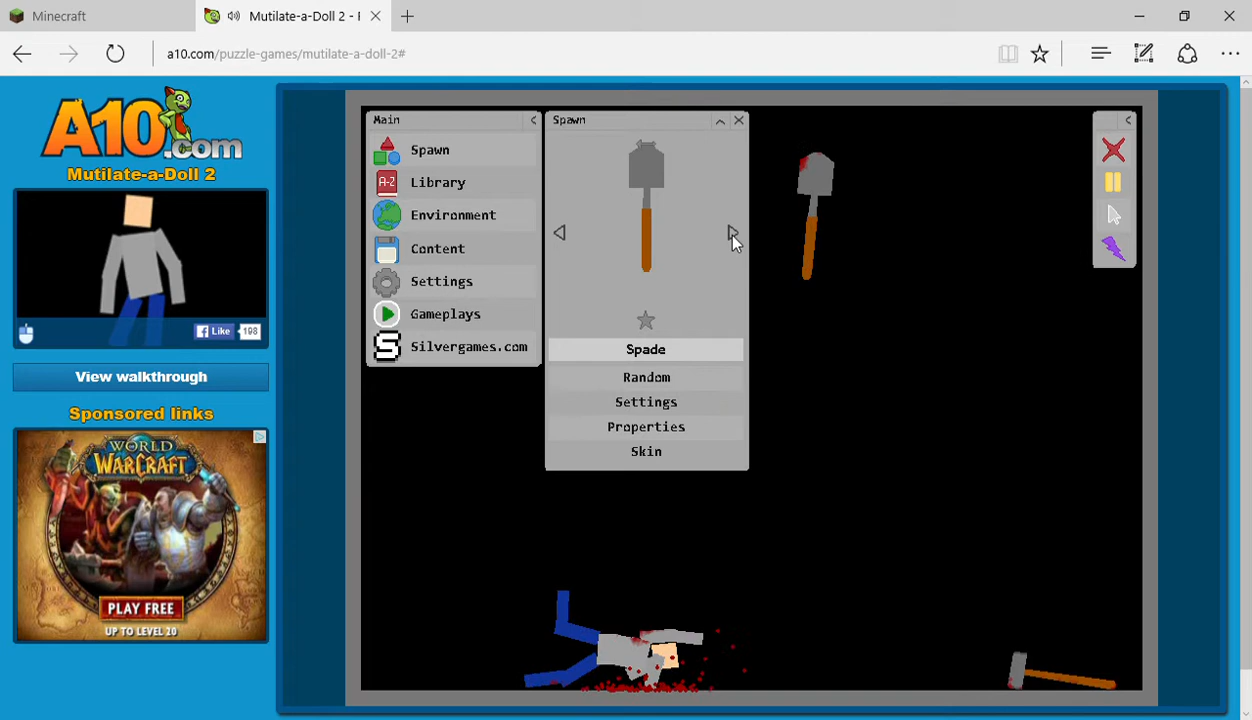 Minecraft
Mutilate-a-Doll 2 - F
a10.com/puzzle-games/mutilate-a-doll-2#
A10
.com
Mutilate-a-Doll 2
Like 198
View walkthrough
Sponsored links
WORLD
OF
WARCRAFT
PLAY FREE
UP TO LEVEL 20
Main
Spawn
A-Z Library
Environment
Content
Settings
Gameplays
S Silvergames.com
Spawn
Spade
Random
Settings
Properties
Skin